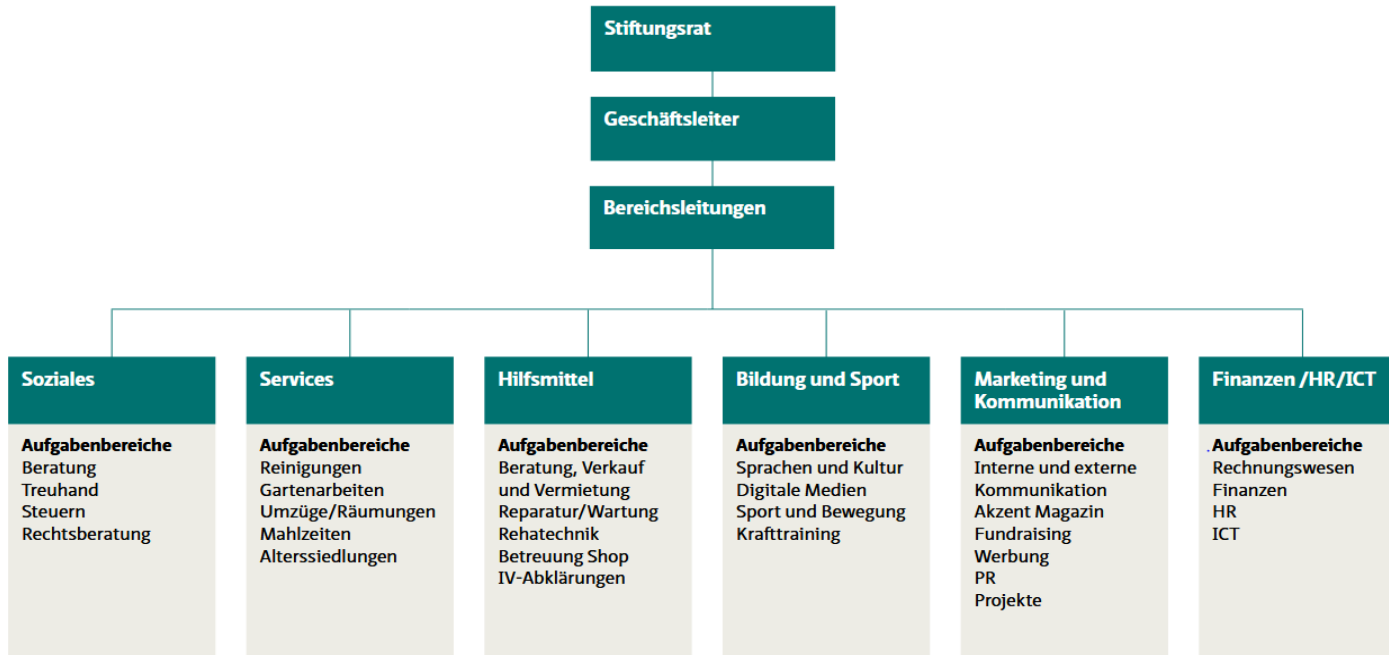 Stiftungsrat
Geschäftsleiter
Bereichsleitungen
Soziales
Aufgabenbereiche
Beratung
Treuhand
Steuern
Rechtsberatung
Services
Aufgabenbereiche
Reinigungen
Gartenarbeiten
Umzüge/Räumungen
Mahlzeiten
Alterssiedlungen
Hilfsmittel
Aufgabenbereiche
Beratung, Verkauf
und Vermietung
Reparatur/Wartung
Rehatechnik
Betreuung Shop
IV-Abklärungen
Bildung und Sport
Aufgabenbereiche
Sprachen und Kultur
Digitale Medien
Sport und Bewegung
Krafttraining
Marketing und
Kommunikation
Aufgabenbereiche
Interne und externe
Kommunikation
Akzent Magazin
Fundraising
Werbung
PR
Projekte
Finanzen /HR/ICT
Aufgabenbereiche
Rechnungswesen
Finanzen
HR
ICT